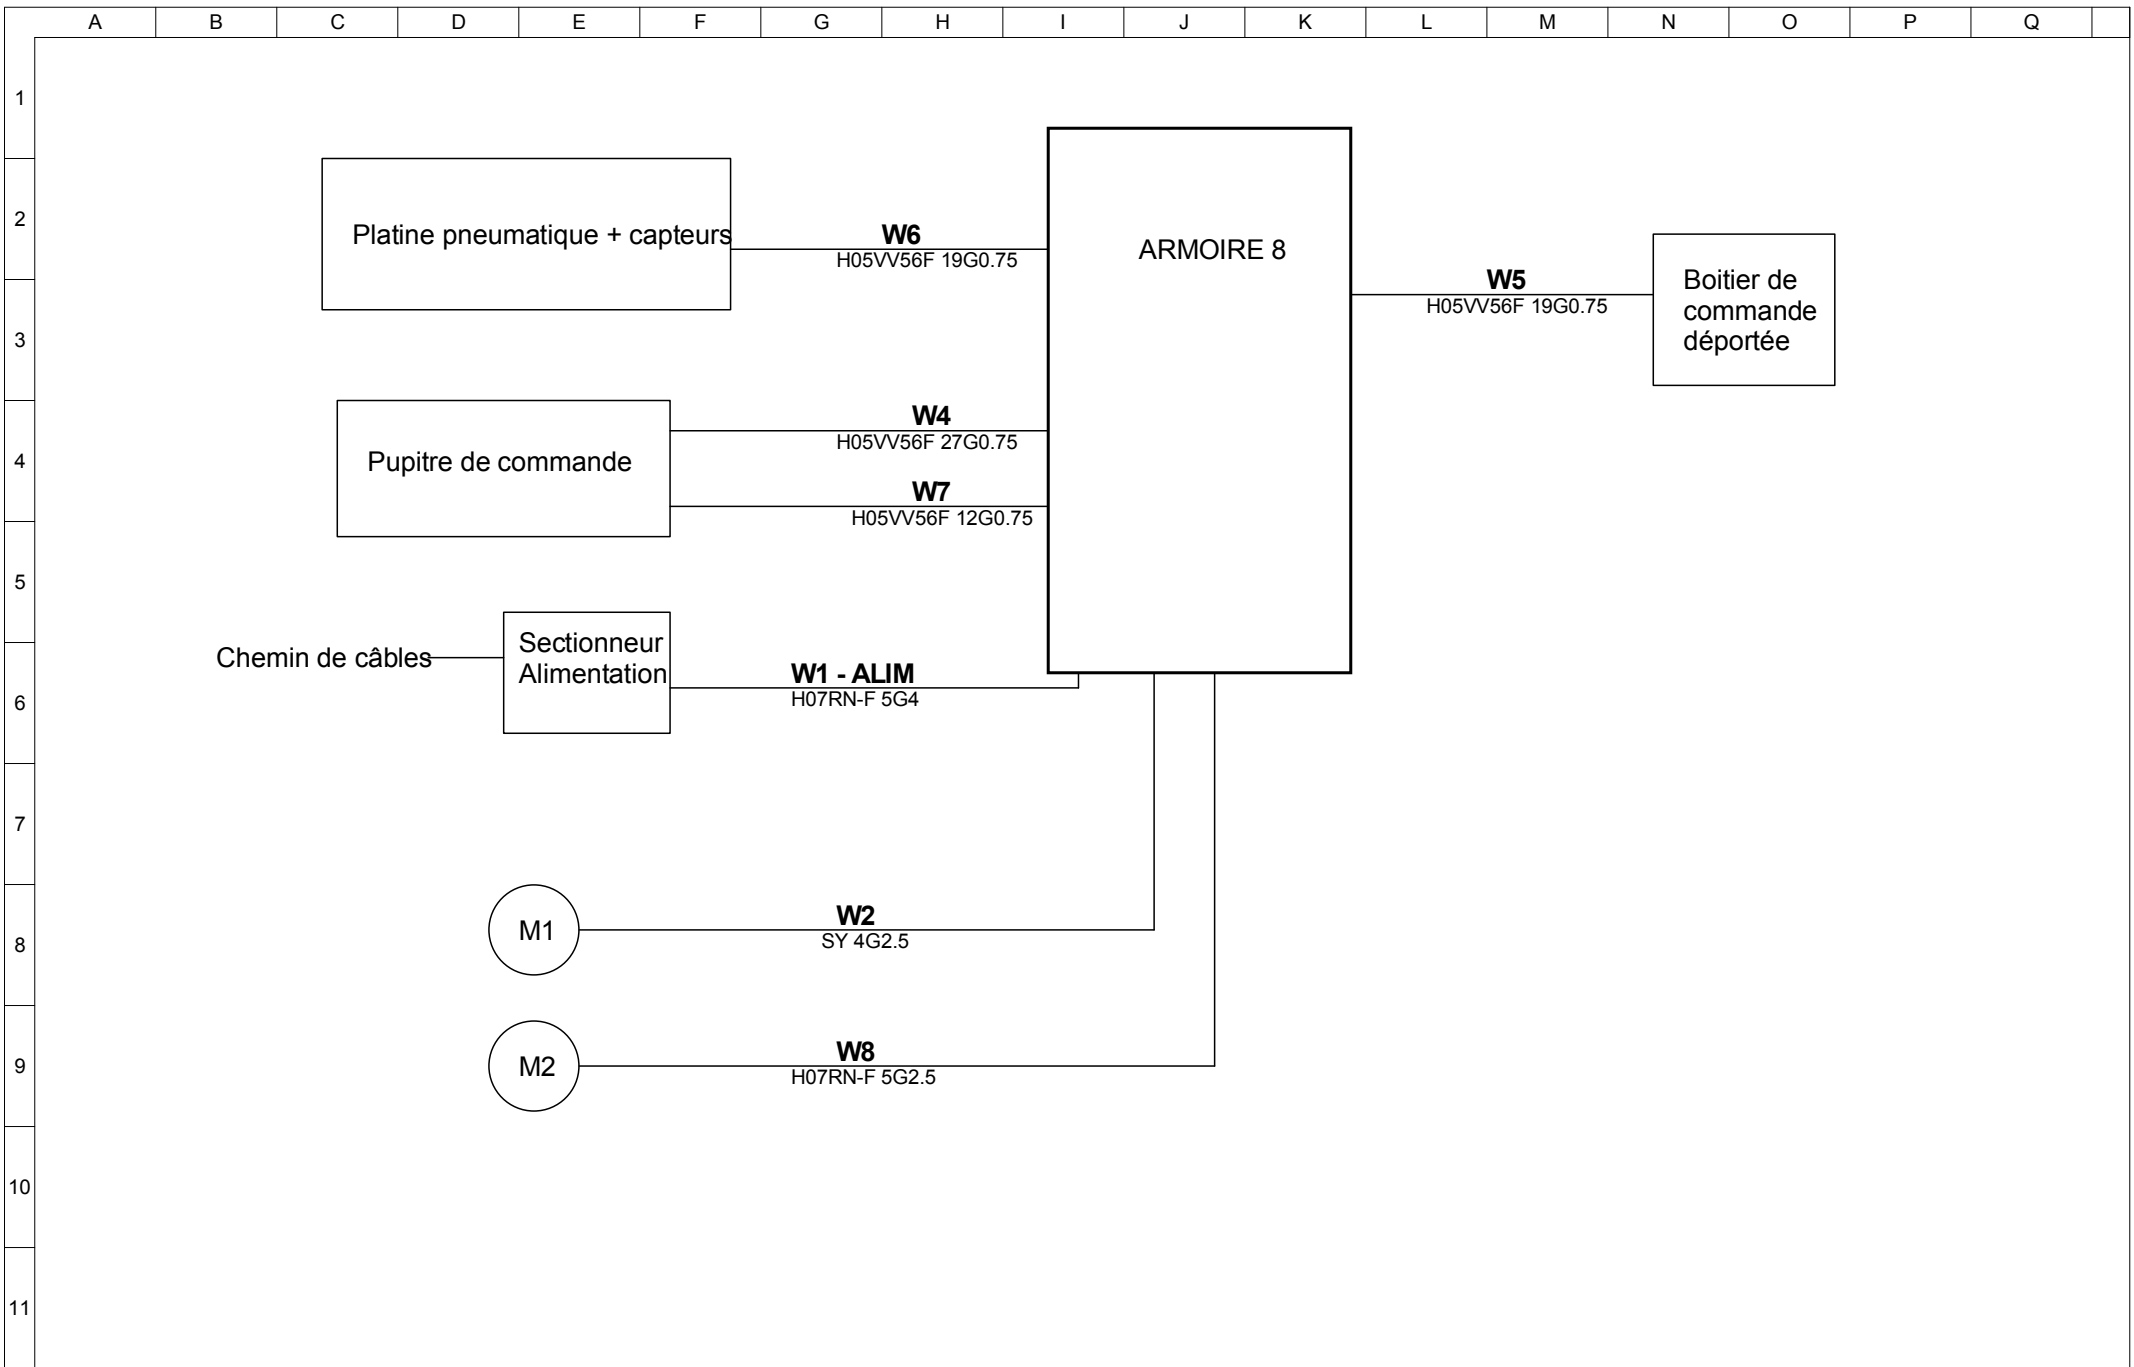 A B C D E F G H I J K L M N O P Q
1
2
3
4
5
6
7
8
9
10
11
Platine pneumatique + capteurs
W6
H05VV56F 19G0.75
ARMOIRE 8
W5
H05VV56F 19G0.75
Boitier de
commande
déportée
Pupitre de commande
W4
H05VV56F 27G0.75
W7
H05VV56F 12G0.75
Chemin de câbles
Sectionneur
Alimentation
W1 - ALIM
H07RN-F 5G4
M1
W2
SY 4G2.5
M2
W8
H07RN-F 5G2.5